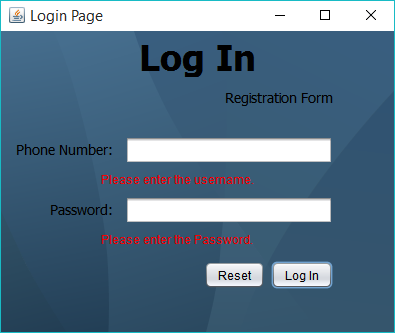 Login Page
Log In
Registration Form
Phone Number:
Please enter the username
Password:
Please enter the Password
Reset
Log In